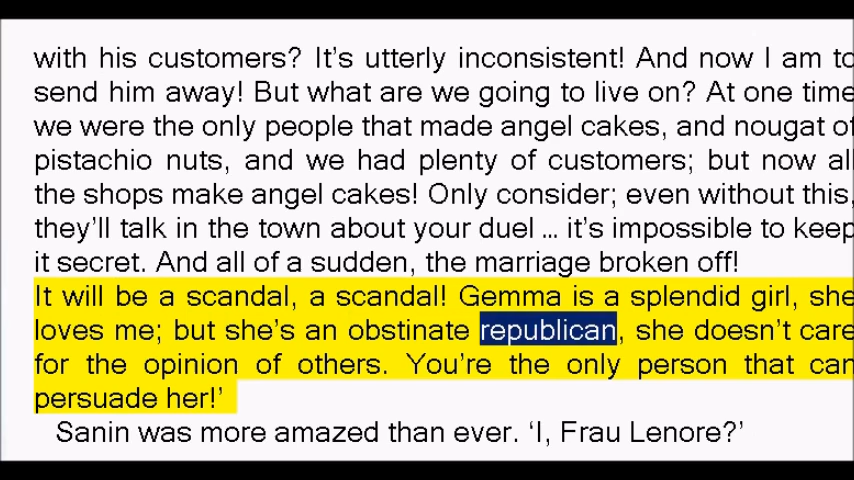 with his customers? It's utterly inconsistent! And now I am to
send him away! But what are we going to live on? At one time
we were the only people that made angel cakes, and nougat of
pistachio nuts, and we had plenty of customers; but now all
the shops make angel cakes! Only consider; even without this,
they'll talk in the town about your duel ... it's impossible to keep
it secret. And all of a sudden, the marriage broken off!
It will be a scandal, a scandal! Gemma is a splendid girl, she
loves me; but she's an obstinate republican, she doesn't care
for the opinion of others. You're the only person that can
persuade her!'
Sanin was more amazed than ever. 'I, Frau Lenore?'